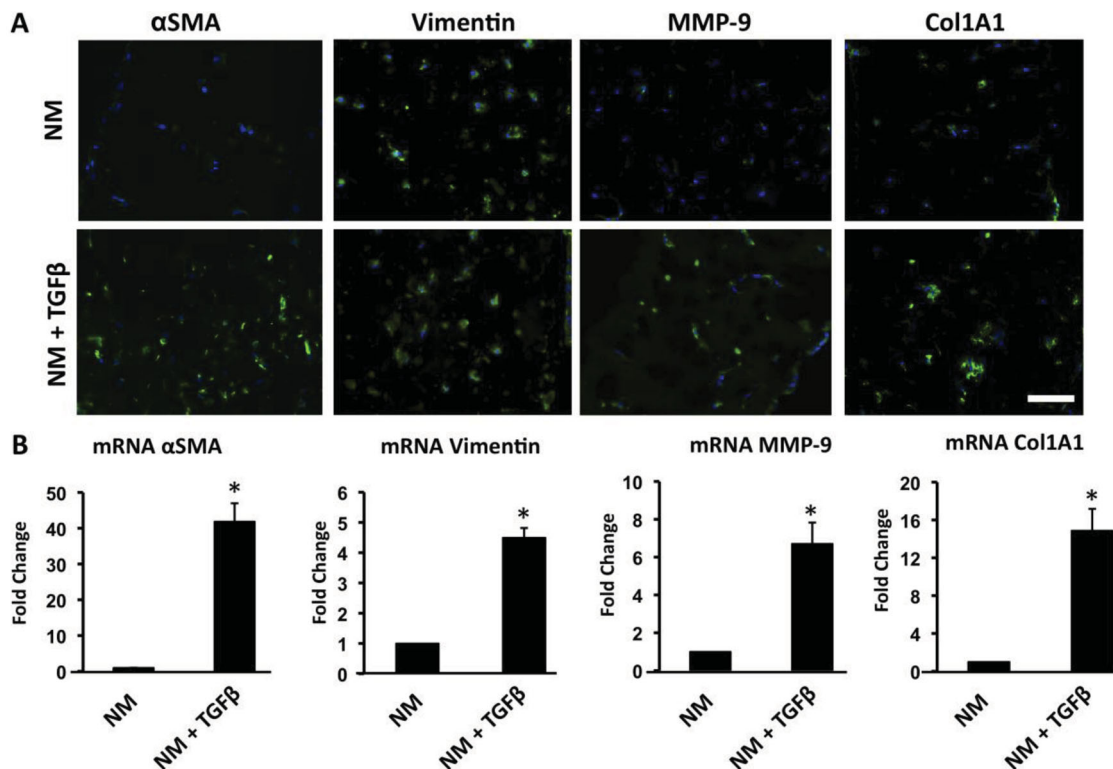 A
αSMA
Vimentin
MMP-9
Col1A1
NM
NM + TGFβ
B
mRNA αSMA
mRNA Vimentin
mRNA MMP-9
mRNA Col1A1
Fold Change
50
40
30
20
10
0
*
NM
NM + TGFβ
Fold Change
6
5
4
3
2
1
0
*
NM
NM + TGFβ
Fold Change
10
8
6
4
2
0
*
NM
NM + TGFβ
Fold Change
20
16
12
8
4
0
*
NM
NM + TGFβ